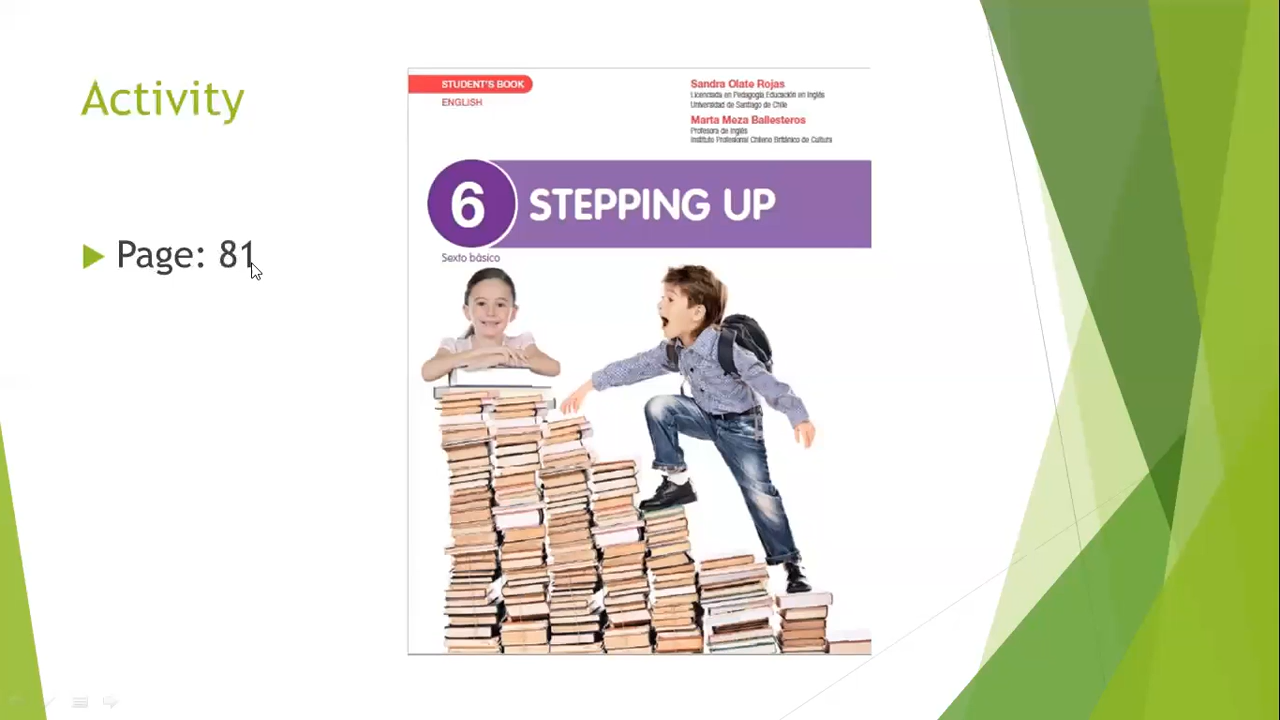 Activity
Page: 81
STUDENT'S BOOK
ENGLISH
Sandra Olate Rojas
Licenciada en Pedagogía Educación en Inglés
Universidad de Santiago de Chile
Marta Meza Ballesteros
Profesora de Inglés
Instituto Profesional Chileno Británico de Cultura
6 STEPPING UP
Sexto básico